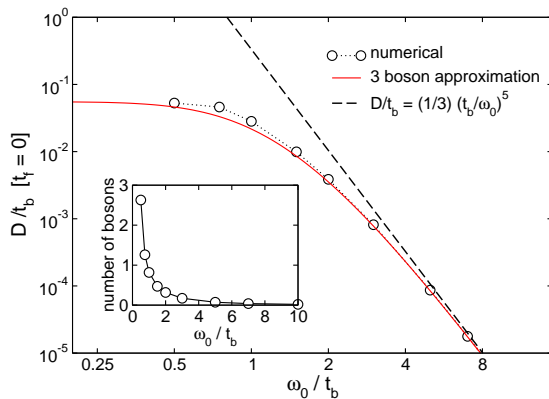 10^0
10^-1
10^-2
10^-3
10^-4
10^-5
D/t_b [t_f = 0]
numerical
3 boson approximation
D/t_b = (1/3) (t_b/ω_0)^5
number of bosons
3
2
1
0
0 2 4 6 8 10
ω_0 / t_b
0.25 0.5 1 2 4 8
ω_0 / t_b